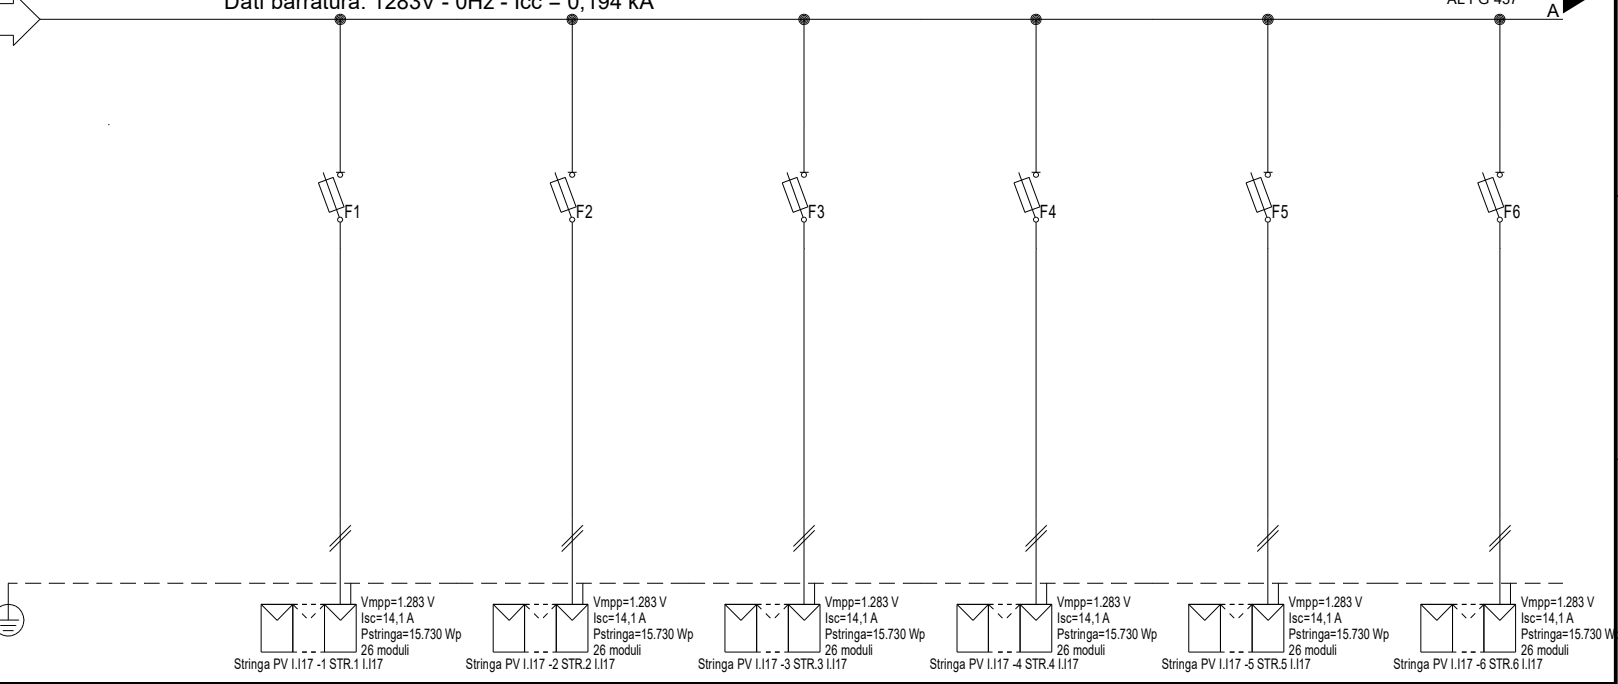 Dati barratura: 1283V - 0Hz - Icc = 0,194 kA
A
F1
F2
F3
F4
F5
F6
Vmpp=1.283 V
Isc=14,1 A
Pstringa=15.730 Wp
26 moduli
Stringa PV I.I17 -1 STR.1 I.I17
Vmpp=1.283 V
Isc=14,1 A
Pstringa=15.730 Wp
26 moduli
Stringa PV I.I17 -2 STR.2 I.I17
Vmpp=1.283 V
Isc=14,1 A
Pstringa=15.730 Wp
26 moduli
Stringa PV I.I17 -3 STR.3 I.I17
Vmpp=1.283 V
Isc=14,1 A
Pstringa=15.730 Wp
26 moduli
Stringa PV I.I17 -4 STR.4 I.I17
Vmpp=1.283 V
Isc=14,1 A
Pstringa=15.730 Wp
26 moduli
Stringa PV I.I17 -5 STR.5 I.I17
Vmpp=1.283 V
Isc=14,1 A
Pstringa=15.730 W
26 moduli
Stringa PV I.I17 -6 STR.6 I.I17